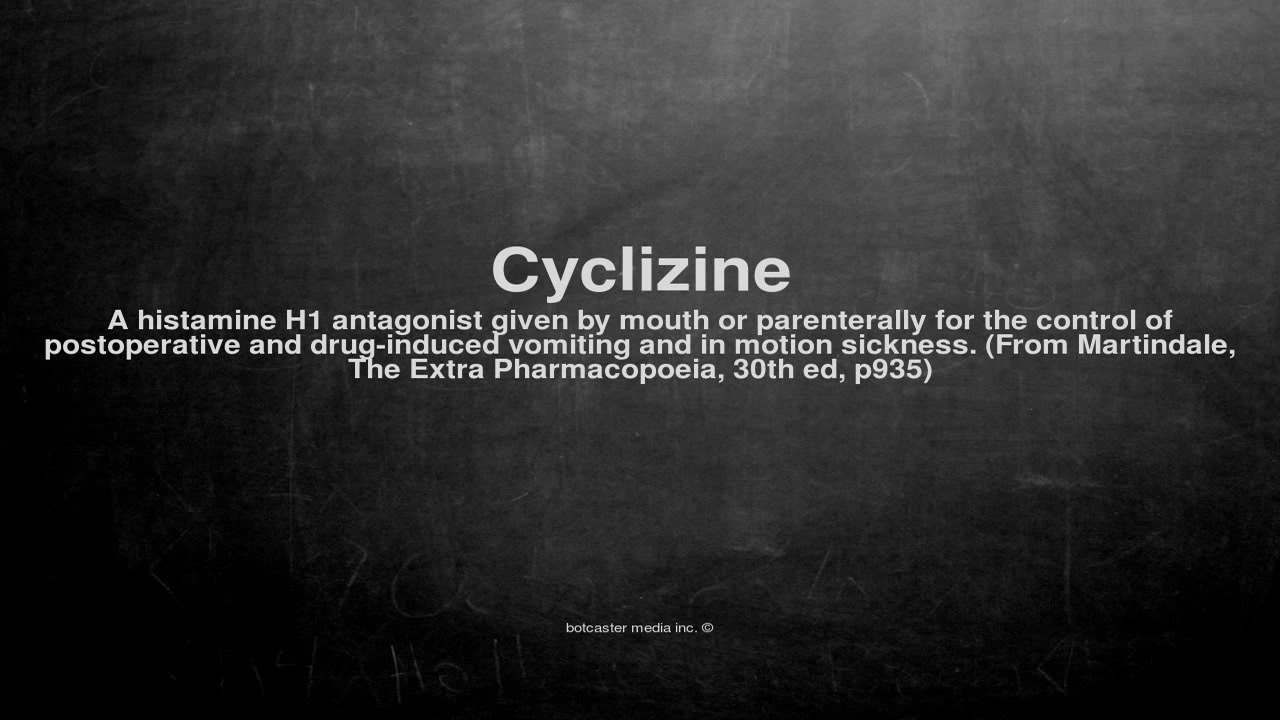 Cyclizine
A histamine H1 antagonist given by mouth or parenterally for the control of
postoperative and drug-induced vomiting and in motion sickness. (From Martindale,
The Extra Pharmacopoeia, 30th ed, p935)
botcaster media inc. ©